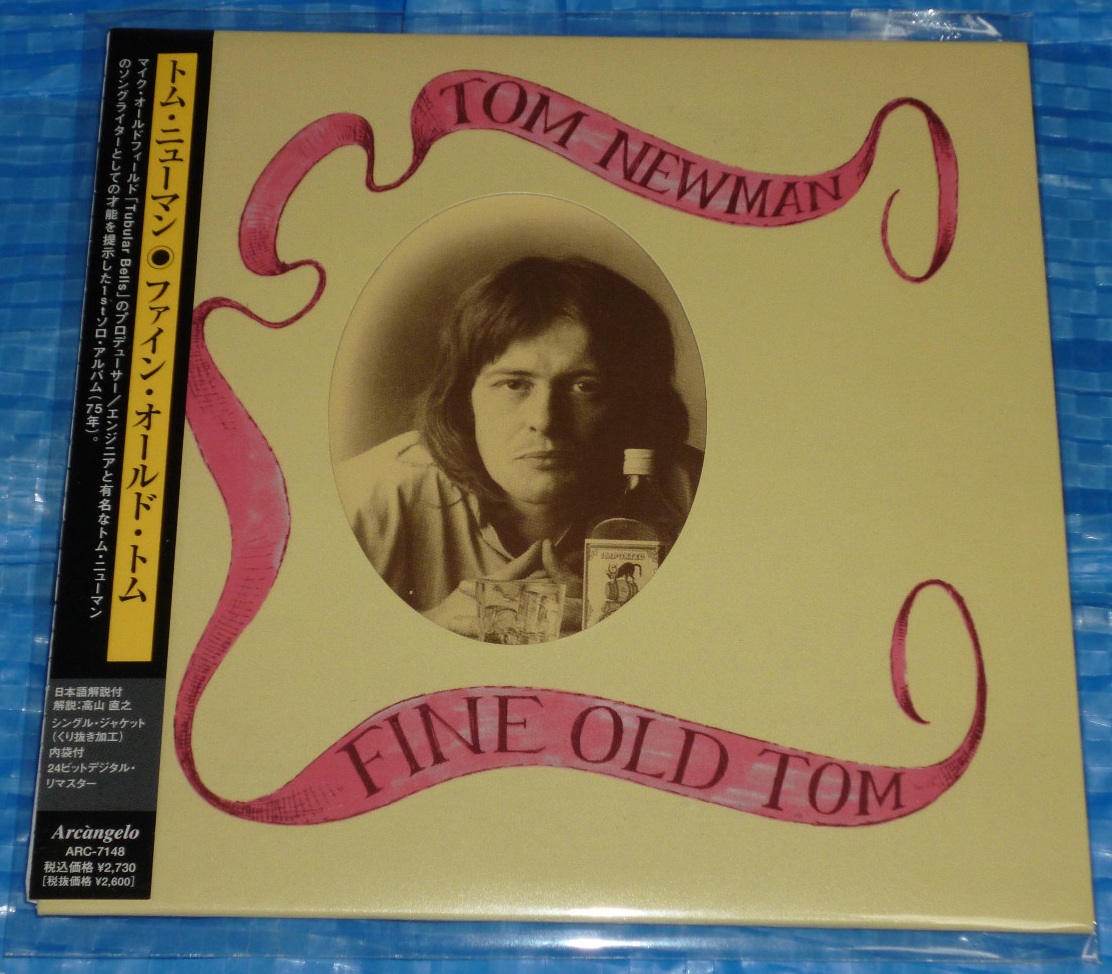 トム・ニューマン◉ファイン・オールド・トム
マイク・オールドフィールド「Tubular Bells」のプロデューサー/エンジニアと有名なトム・ニューマン
のソングライターとしての才能を提示した1stソロ・アルバム(75年)。
日本語解説付
解説:高山 直之
シングル・ジャケット
(くり抜き加工)
内袋付
24ビットデジタル・
リマスター
Arcàngelo
ARC-7148
税込価格 ¥2,730
[税抜価格 ¥2,600]
TOM NEWMAN
IMPORTED
FINE OLD TOM